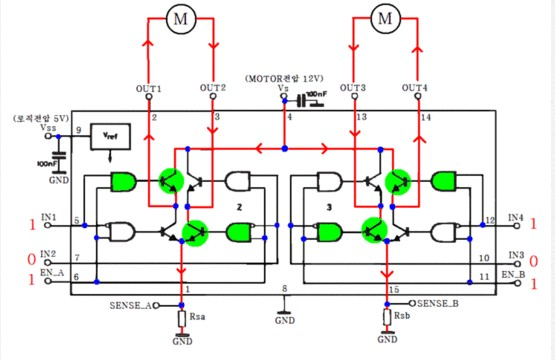 M
M
OUT1
OUT2
(MOTOR전압 12V)
Vs
100nF
OUT3
OUT4
(로직전압 5V)
Vss
9
Vref
2
3
4
13
14
100nF
GND
2
3
IN1
1
5
12
IN4
1
IN2
0
7
10
IN3
0
EN_A
1
6
11
EN_B
1
1
8
15
SENSE_A
SENSE_B
Rsa
GND
Rsb
GND
GND